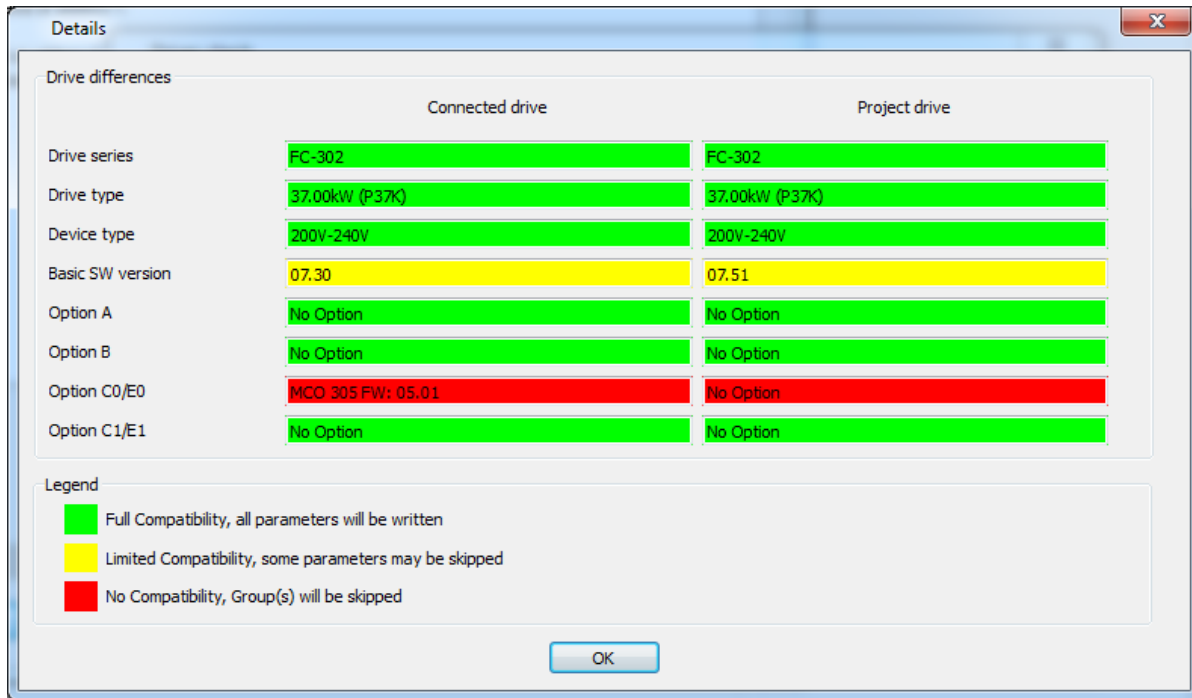 Details
Drive differences
Connected drive Project drive
Drive series FC-302 FC-302
Drive type 37.00kW (P37K) 37.00kW (P37K)
Device type 200V-240V 200V-240V
Basic SW version 07.30 07.51
Option A No Option No Option
Option B No Option No Option
Option C0/E0 MCO 305 FW: 05.01 No Option
Option C1/E1 No Option No Option
Legend
Full Compatibility, all parameters will be written
Limited Compatibility, some parameters may be skipped
No Compatibility, Group(s) will be skipped
OK